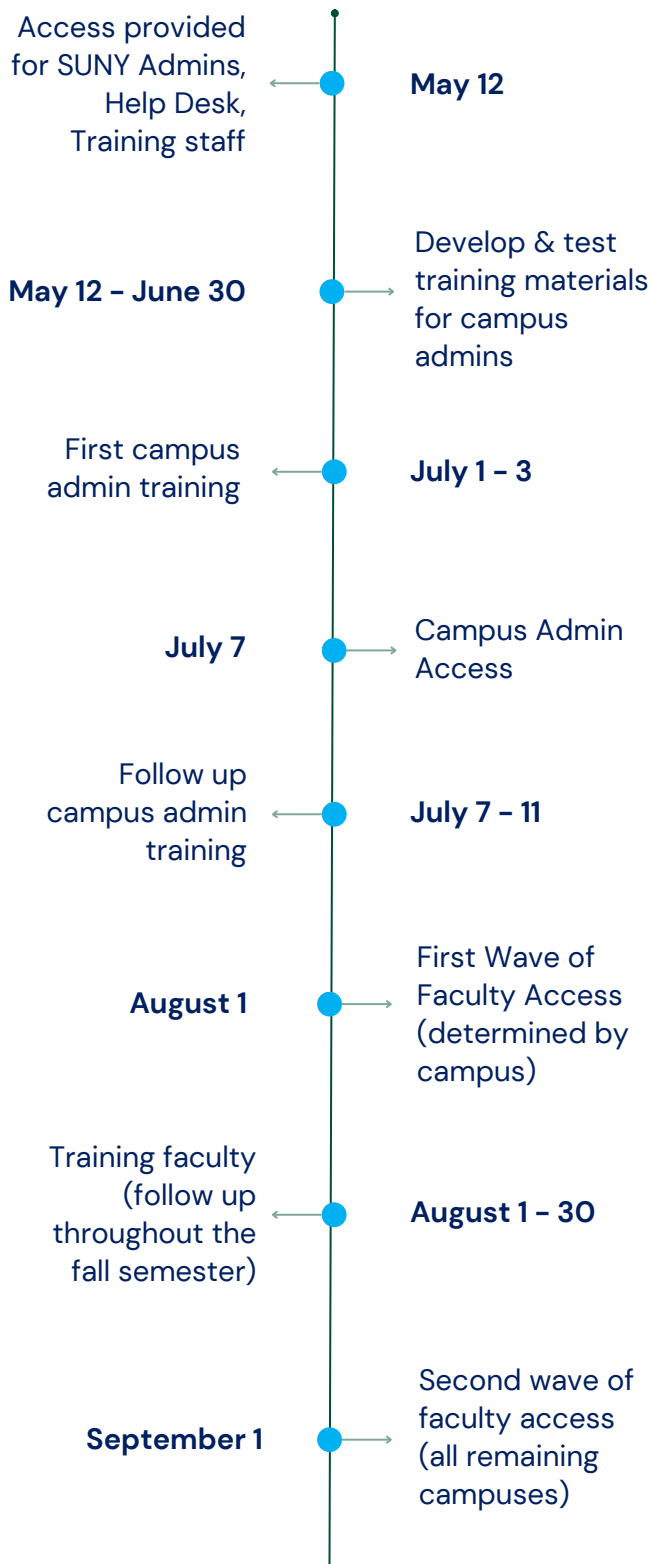 Access provided
for SUNY Admins,
Help Desk,
Training staff
May 12
May 12 – June 30
Develop & test
training materials
for campus
admins
First campus
admin training
July 1 – 3
July 7
Campus Admin
Access
Follow up
campus admin
training
July 7 – 11
August 1
First Wave of
Faculty Access
(determined by
campus)
Training faculty
(follow up
throughout the
fall semester)
August 1 – 30
September 1
Second wave of
faculty access
(all remaining
campuses)